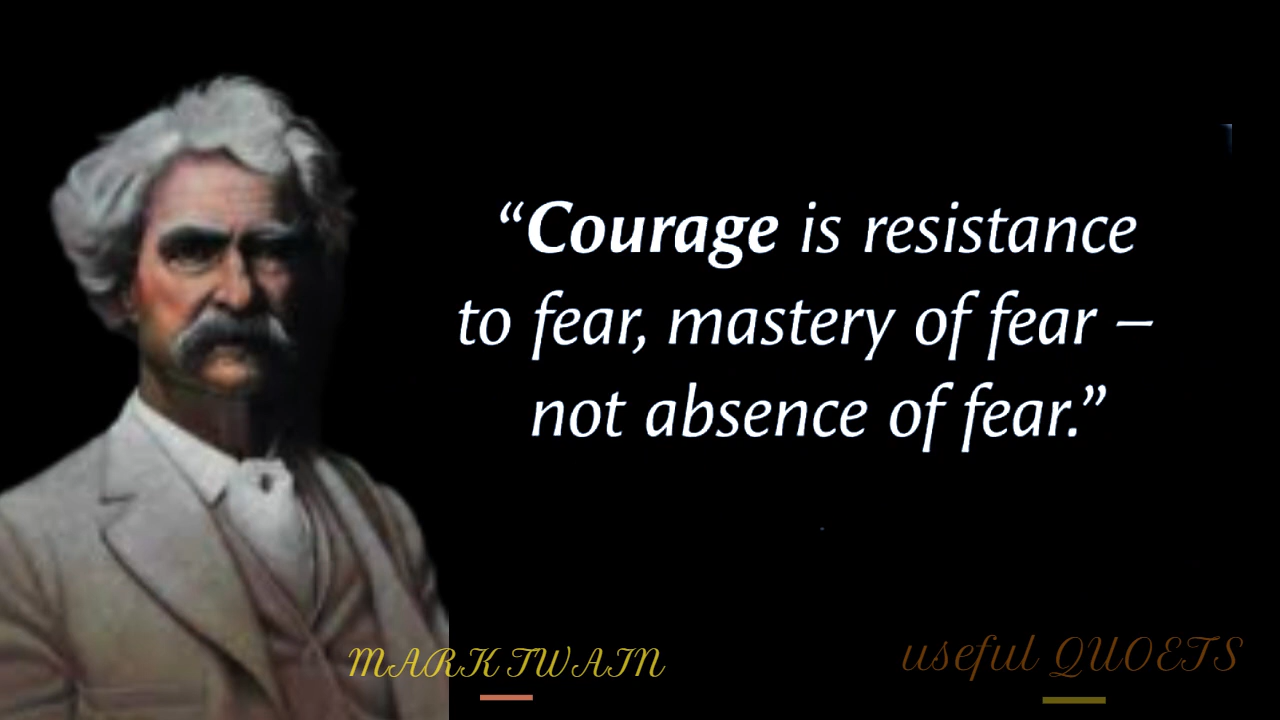 “Courage is resistance
to fear, mastery of fear –
not absence of fear.”
MARK TWAIN
useful QUOETS